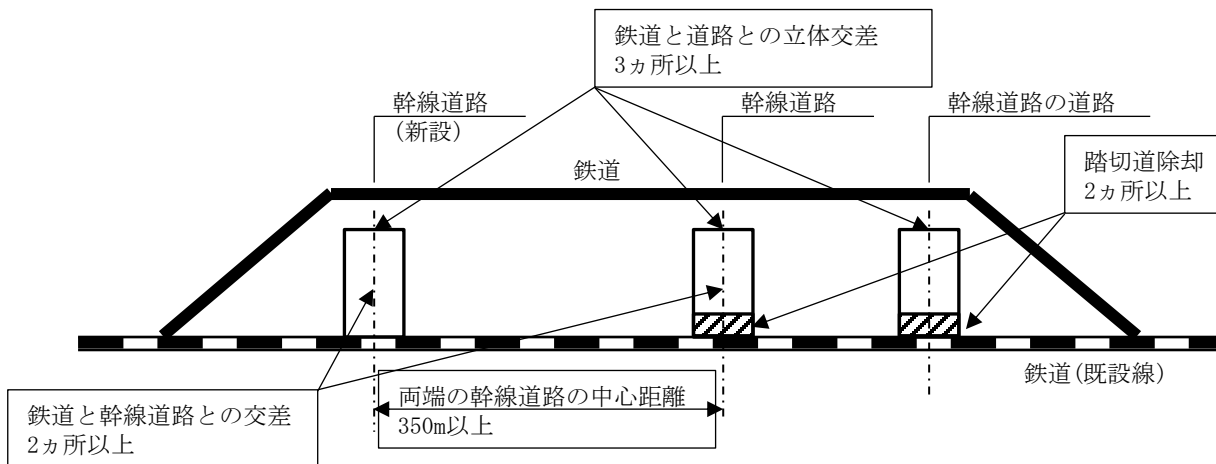 鉄道と道路との立体交差
3ヵ所以上
幹線道路
(新設)
幹線道路
幹線道路の道路
踏切道除却
2ヵ所以上
鉄道
鉄道(既設線)
両端の幹線道路の中心距離
350m以上
鉄道と幹線道路との交差
2ヵ所以上